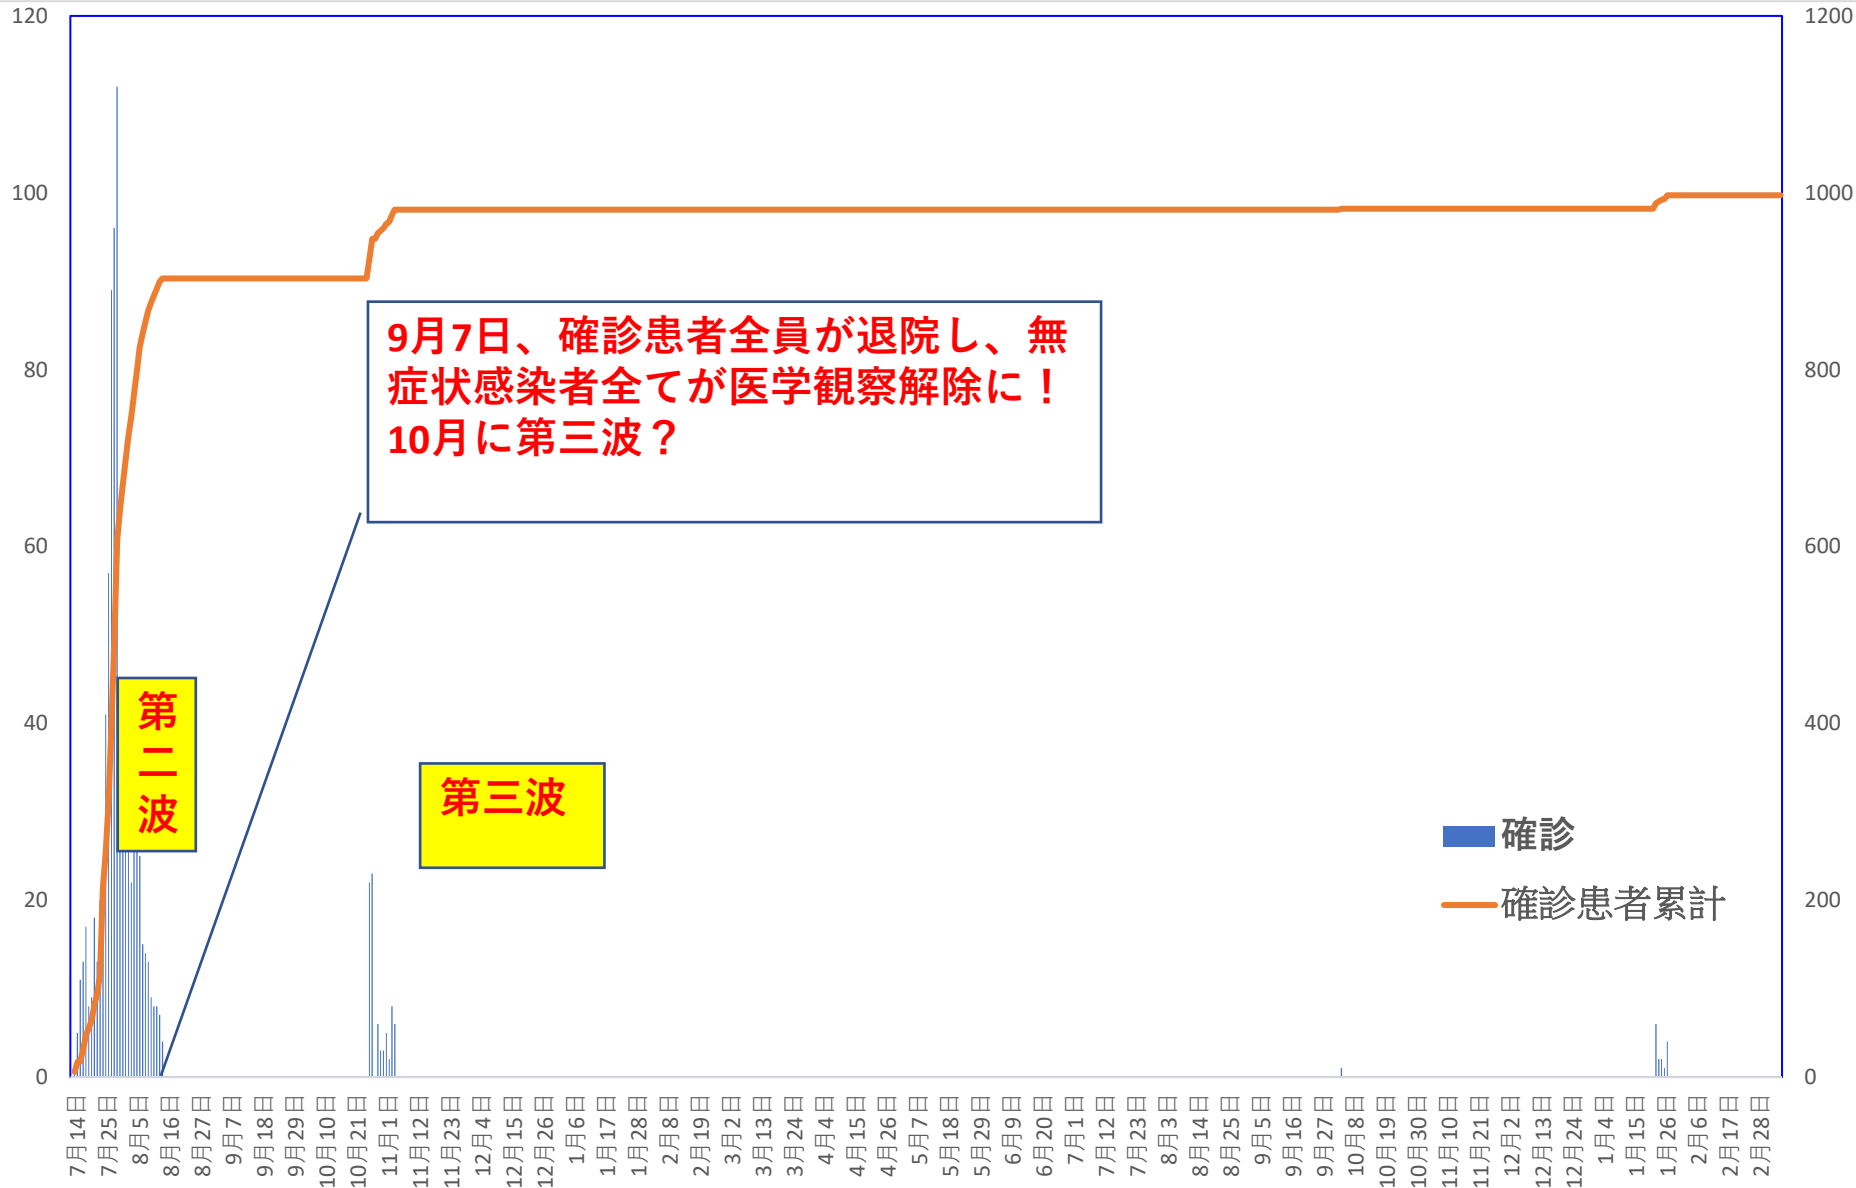 120
100
80
60
40
20
0
1200
1000
800
600
400
200
0
9月7日、確診患者全員が退院し、無
症状感染者全てが医学観察解除に！
10月に第三波？
第
二
波
第三波
確診
確診患者累計
7月14日
7月25日
8月5日
8月16日
8月27日
9月7日
9月18日
9月29日
10月10日
10月21日
11月1日
11月12日
11月23日
12月4日
12月15日
12月26日
1月6日
1月17日
1月28日
2月8日
2月19日
3月2日
3月13日
3月24日
4月4日
4月15日
4月26日
5月7日
5月18日
5月29日
6月9日
6月20日
7月1日
7月12日
7月23日
8月3日
8月14日
8月25日
9月5日
9月16日
9月27日
10月8日
10月19日
10月30日
11月10日
11月21日
12月2日
12月13日
12月24日
1月4日
1月15日
1月26日
2月6日
2月17日
2月28日